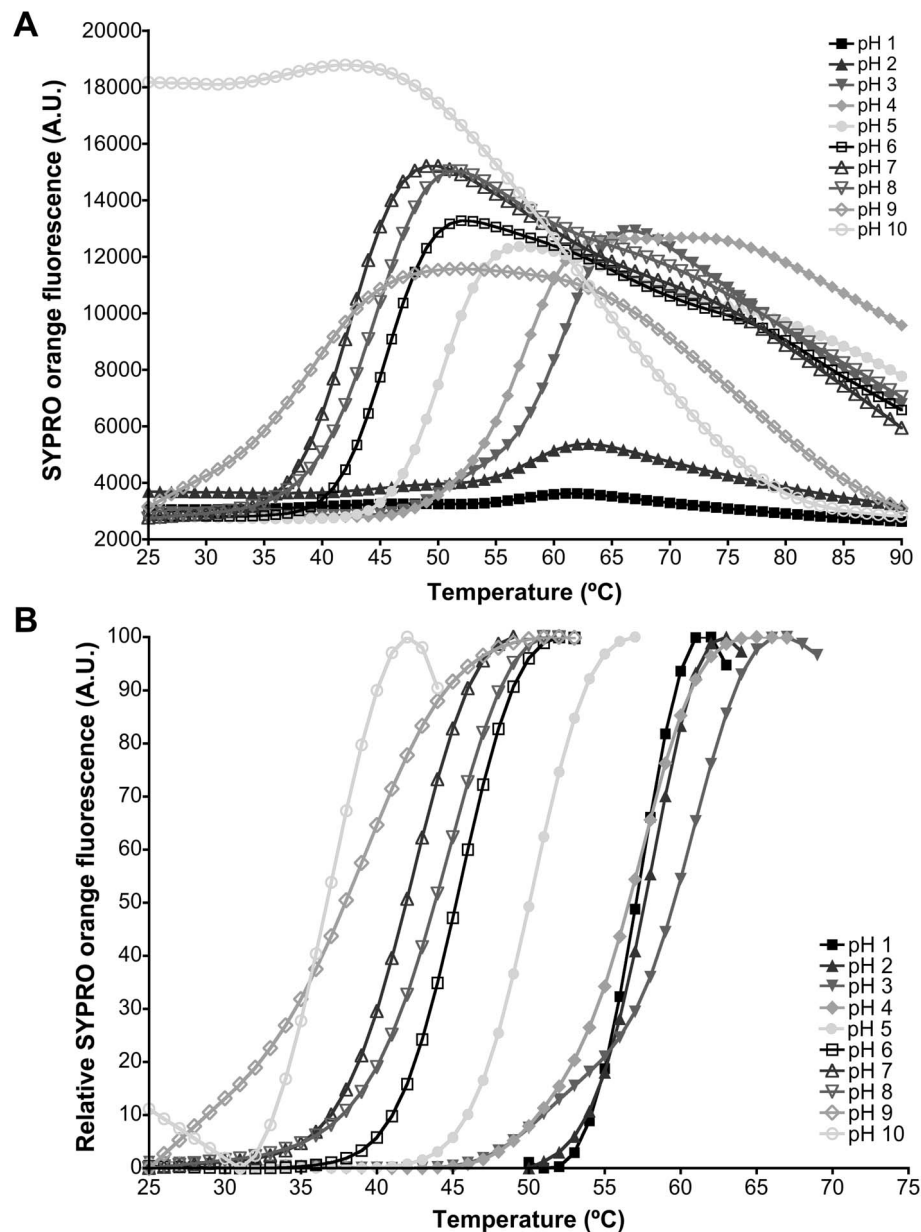 A
SYPRO orange fluorescence (A.U.)
20000
18000
16000
14000
12000
10000
8000
6000
4000
2000
25 30 35 40 45 50 55 60 65 70 75 80 85 90
Temperature (ºC)
pH 1
pH 2
pH 3
pH 4
pH 5
pH 6
pH 7
pH 8
pH 9
pH 10
B
Relative SYPRO orange fluorescence (A.U.)
100
90
80
70
60
50
40
30
20
10
0
25 30 35 40 45 50 55 60 65 70 75
Temperature (ºC)
pH 1
pH 2
pH 3
pH 4
pH 5
pH 6
pH 7
pH 8
pH 9
pH 10